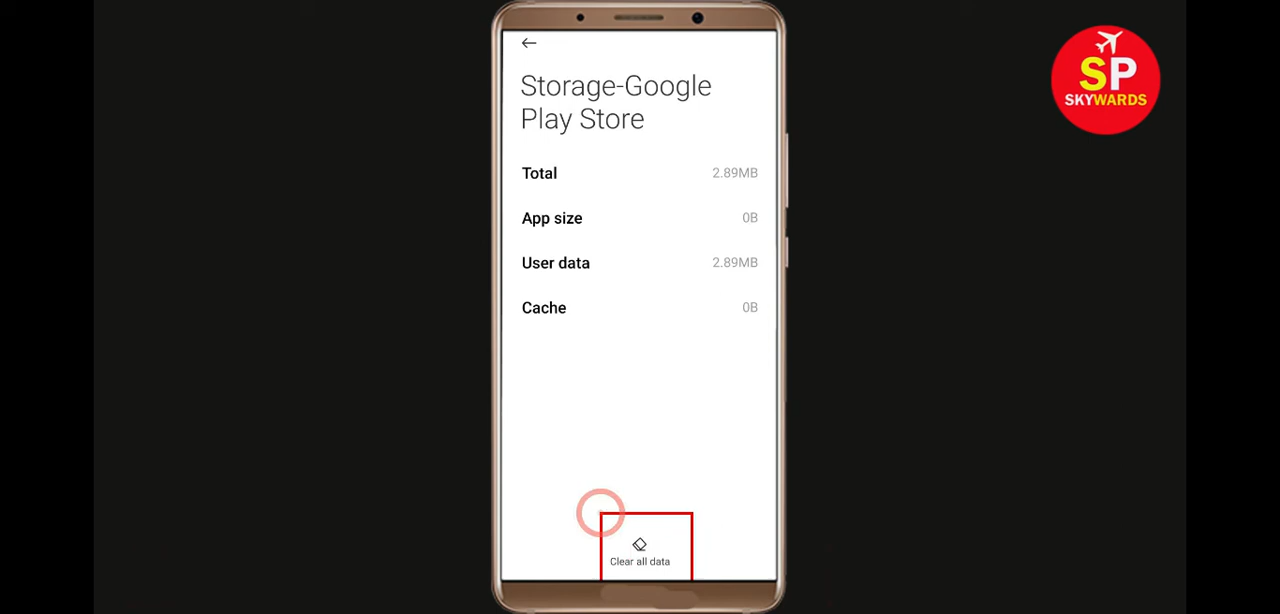 Storage-Google
Play Store
Total 2.89MB
App size 0B
User data 2.89MB
Cache 0B
Clear all data
SP
SKYWARDS